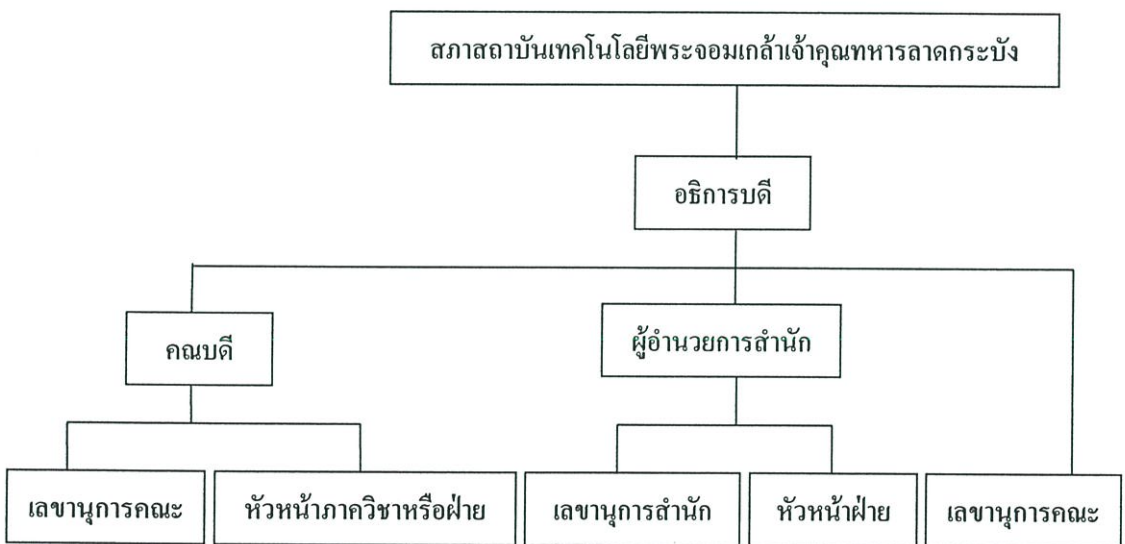 สภาสถาบันเทคโนโลยีพระจอมเกล้าเจ้าคุณทหารลาดกระบัง
อธิการบดี
คณบดี
ผู้อำนวยการสำนัก
เลขานุการคณะ
หัวหน้าภาควิชาหรือฝ่าย
เลขานุการสำนัก
หัวหน้าฝ่าย
เลขานุการคณะ